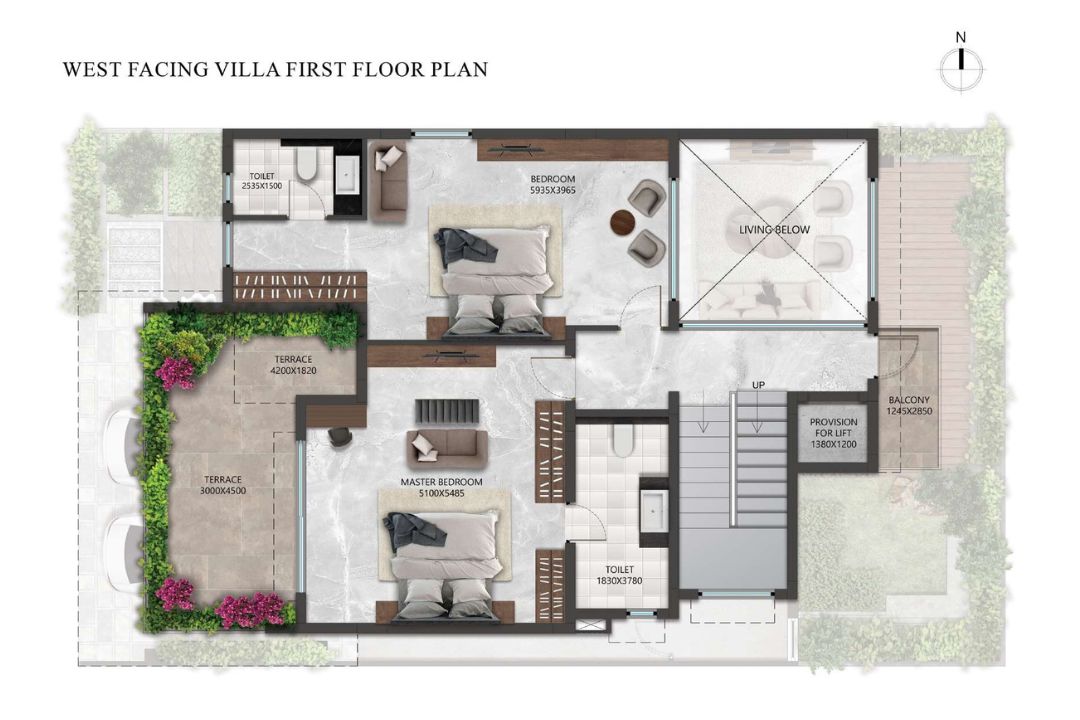 N
WEST FACING VILLA FIRST FLOOR PLAN
TOILET
2535X1500
BEDROOM
5935X3965
LIVING BELOW
TERRACE
4200X1820
UP
BALCONY
1245X2850
PROVISION
FOR LIFT
1380X1200
TERRACE
3000X4500
MASTER BEDROOM
5100X5485
TOILET
1830X3780